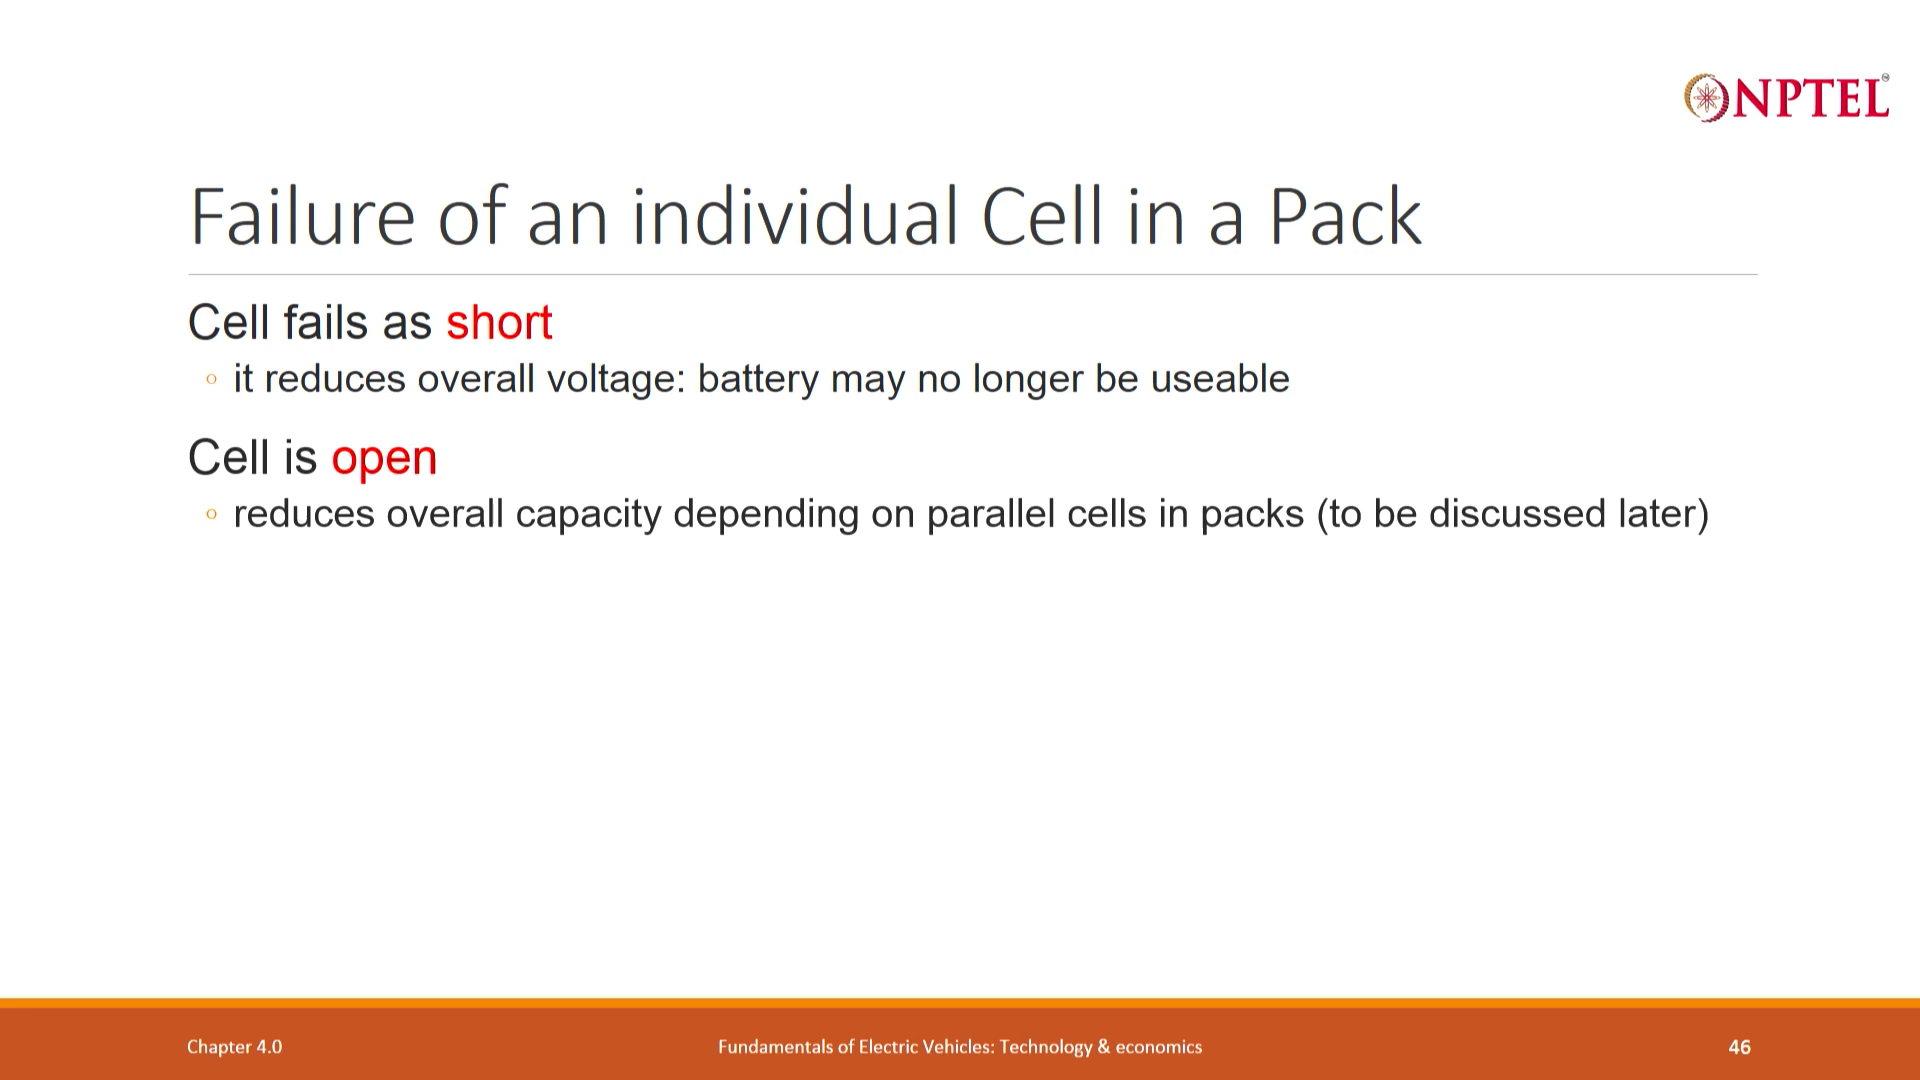 NPTEL
Failure of an individual Cell in a Pack
Cell fails as short
◦ it reduces overall voltage: battery may no longer be useable
Cell is open
◦ reduces overall capacity depending on parallel cells in packs (to be discussed later)
Chapter 4.0
Fundamentals of Electric Vehicles: Technology & economics
46